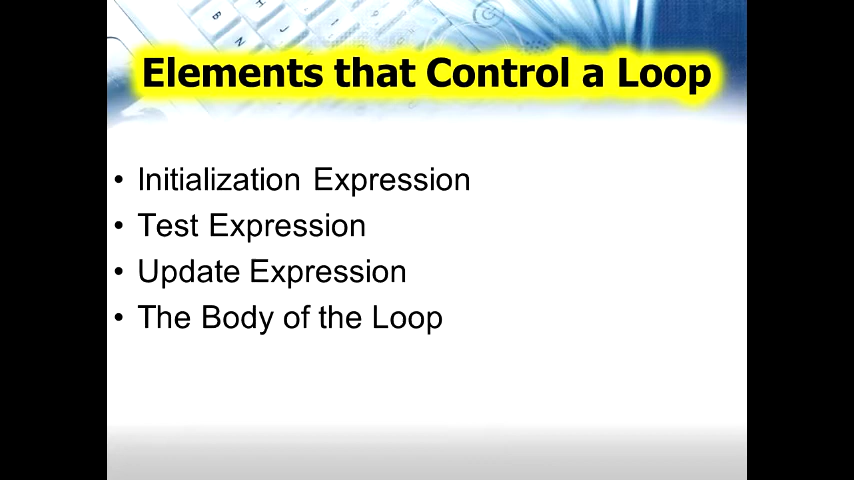 Elements that Control a Loop
• Initialization Expression
• Test Expression
• Update Expression
• The Body of the Loop